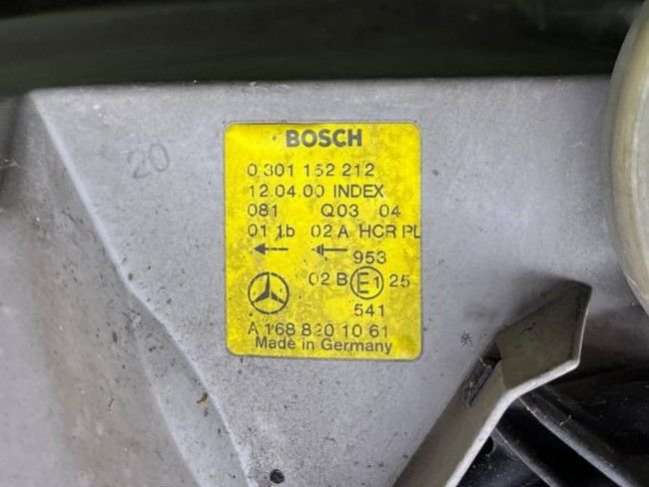 20
BOSCH
0 301 152 212
12.04.00 INDEX
081 Q03 04
01 1b 02 A HCR PL
953
02 B E1 25
541
A 168 820 10 61
Made in Germany